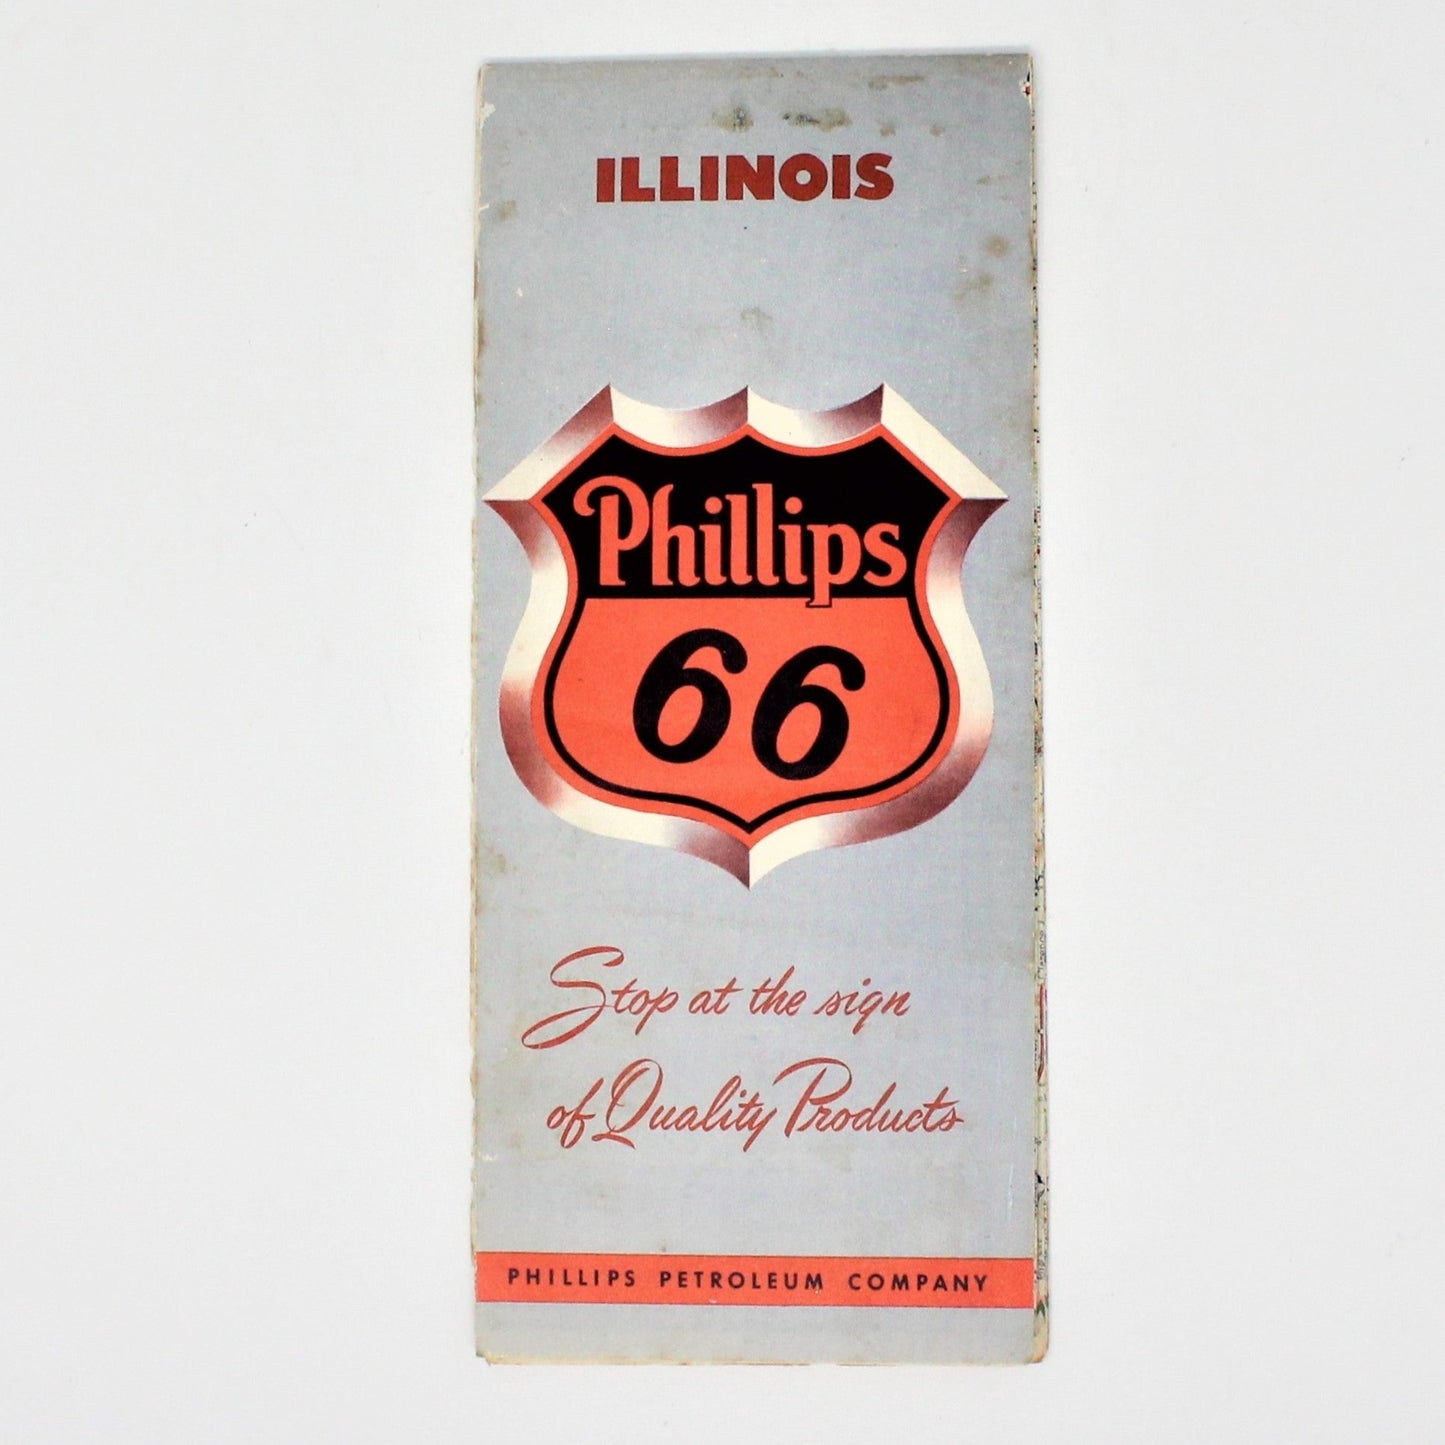 ILLINOIS
Phillips
66
Stop at the sign
of Quality Products
PHILLIPS PETROLEUM COMPANY